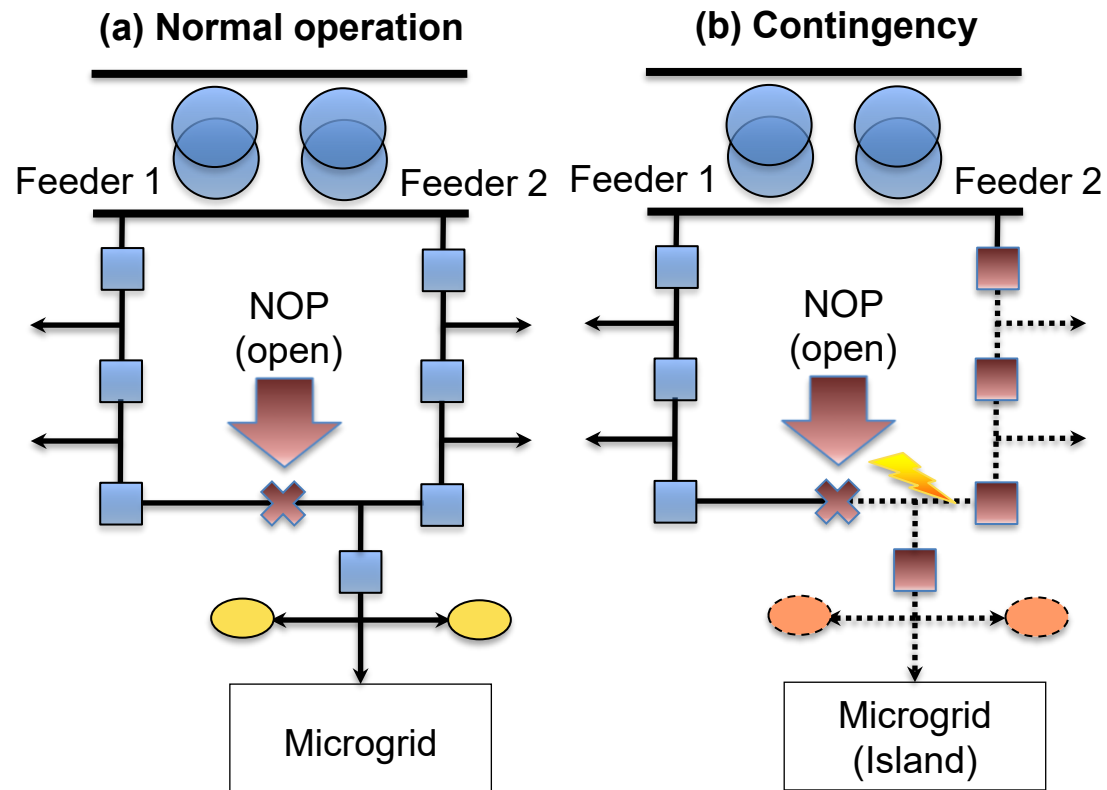 (a) Normal operation
Feeder 1
Feeder 2
NOP
(open)
Microgrid
(b) Contingency
Feeder 1
Feeder 2
NOP
(open)
Microgrid
(Island)